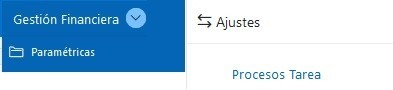 Gestión Financiera
Paramétricas
Ajustes
Procesos Tarea